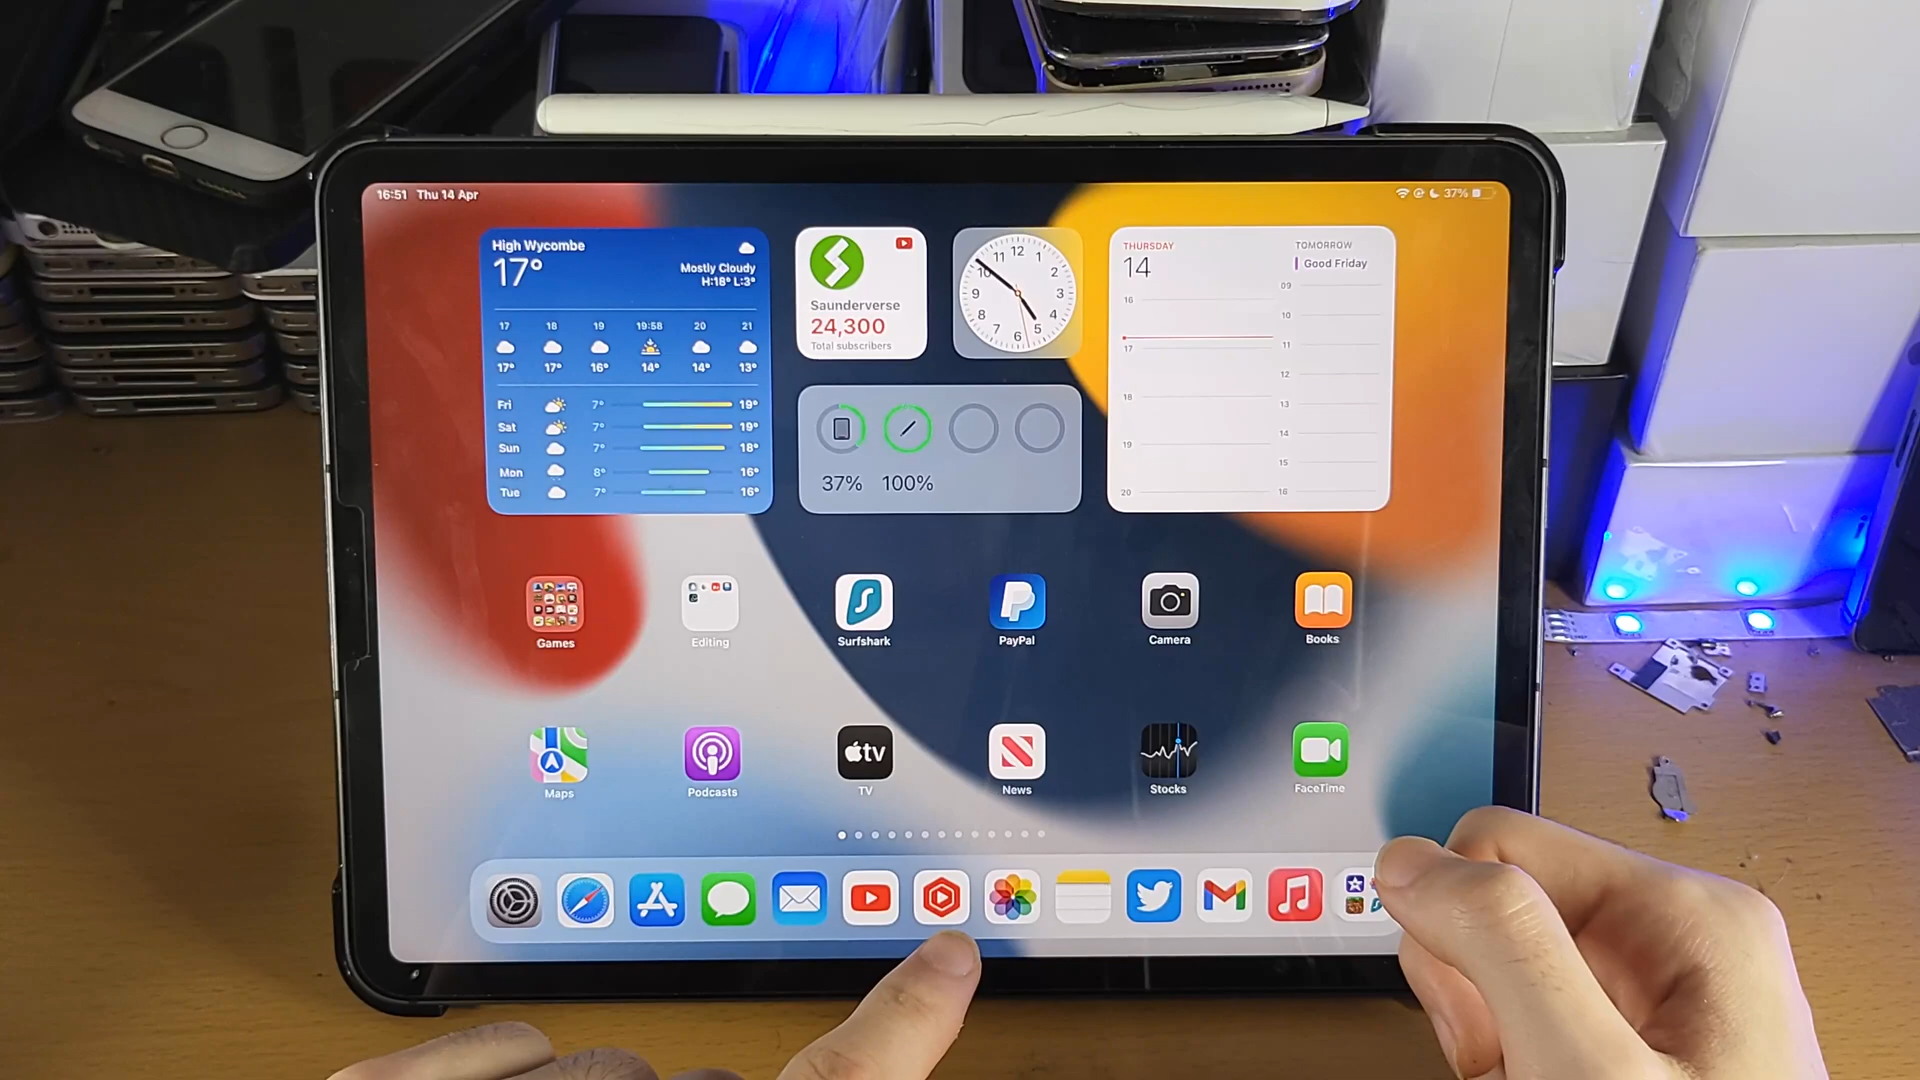 16:51 Thu 14 Apr
37%
High Wycombe
17°
Mostly Cloudy
H:18° L:3°
17 18 19 19:58 20 21
17° 17° 16° 14° 14° 13°
Fri 7° 19°
Sat 7° 19°
Sun 7° 18°
Mon 8° 16°
Tue 7° 16°
Saunderverse
24,300
Total subscribers
12 1 2 3 4 5 6 7 8 9 10 11
37% 100%
THURSDAY
14
16
17
18
19
20
TOMORROW
Good Friday
09
10
11
12
13
14
15
16
Games
Editing
Surfshark
PayPal
Camera
Books
Maps
Podcasts
tv
TV
News
Stocks
FaceTime